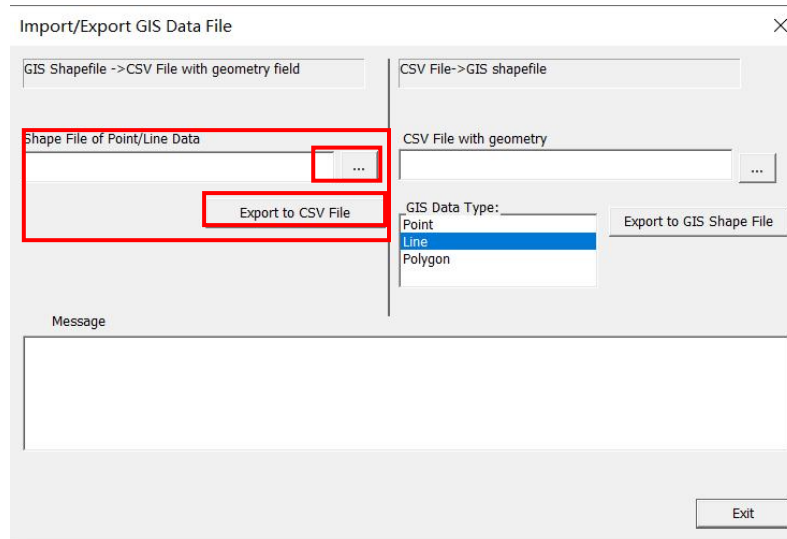 Import/Export GIS Data File
GIS Shapefile ->CSV File with geometry field
CSV File->GIS shapefile
Shape File of Point/Line Data
...
Export to CSV File
CSV File with geometry
...
GIS Data Type:
Point
Line
Polygon
Export to GIS Shape File
Message
Exit